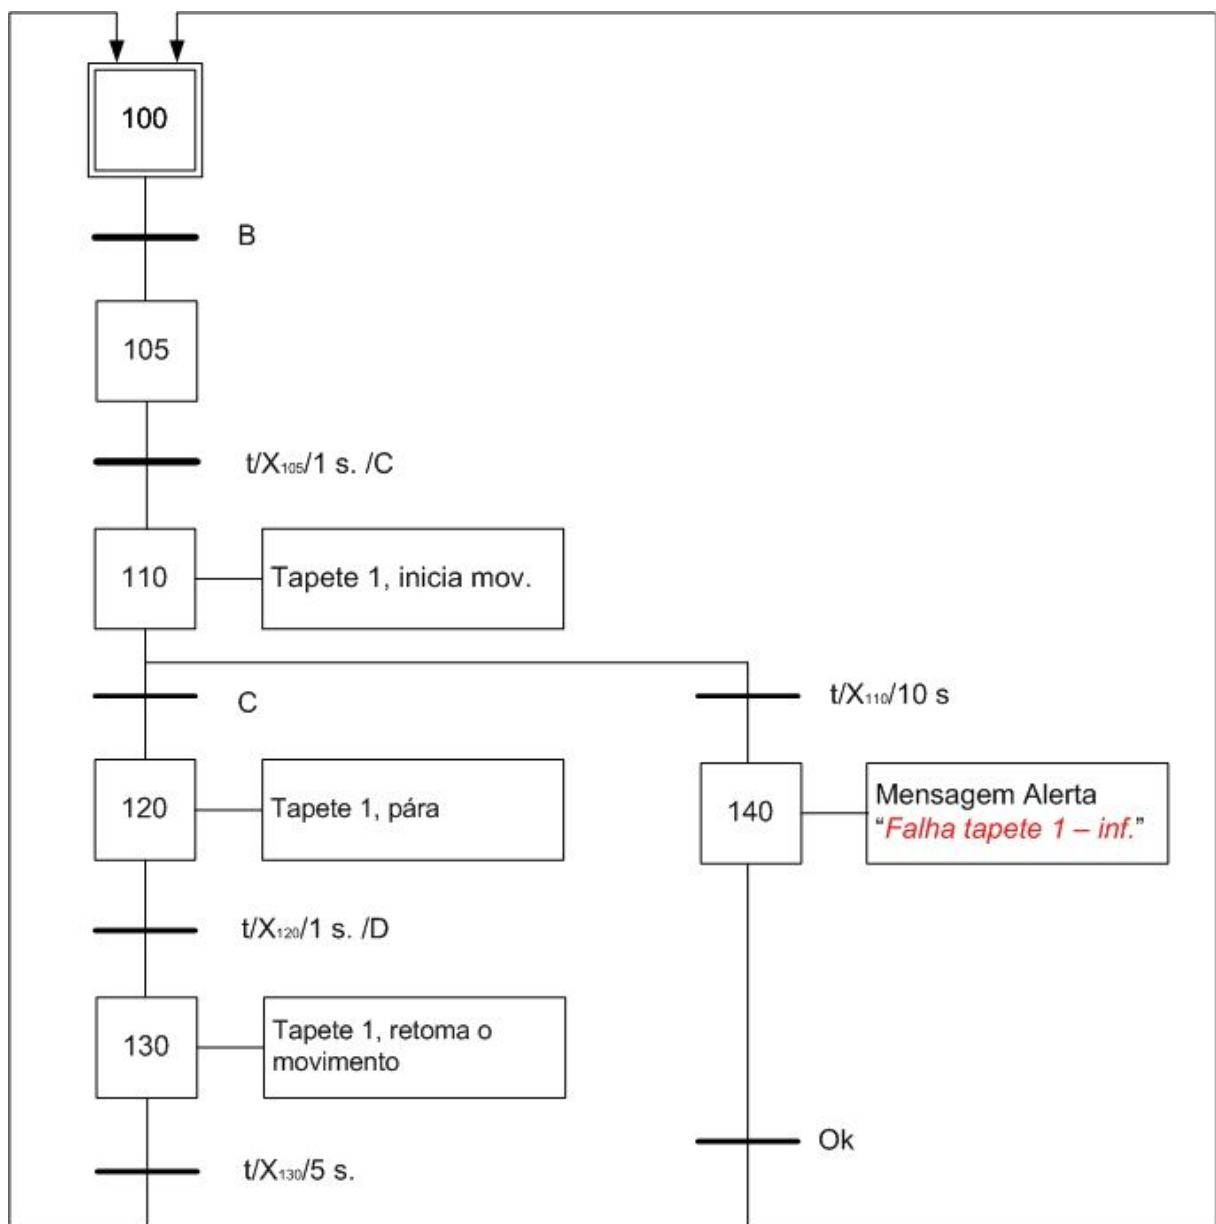 100
B
105
t/X105/1 s. /C
110
Tapete 1, inicia mov.
C
t/X110/10 s
120
Tapete 1, pára
140
Mensagem Alerta
“Falha tapete 1 – inf.”
t/X120/1 s. /D
130
Tapete 1, retoma o
movimento
Ok
t/X130/5 s.